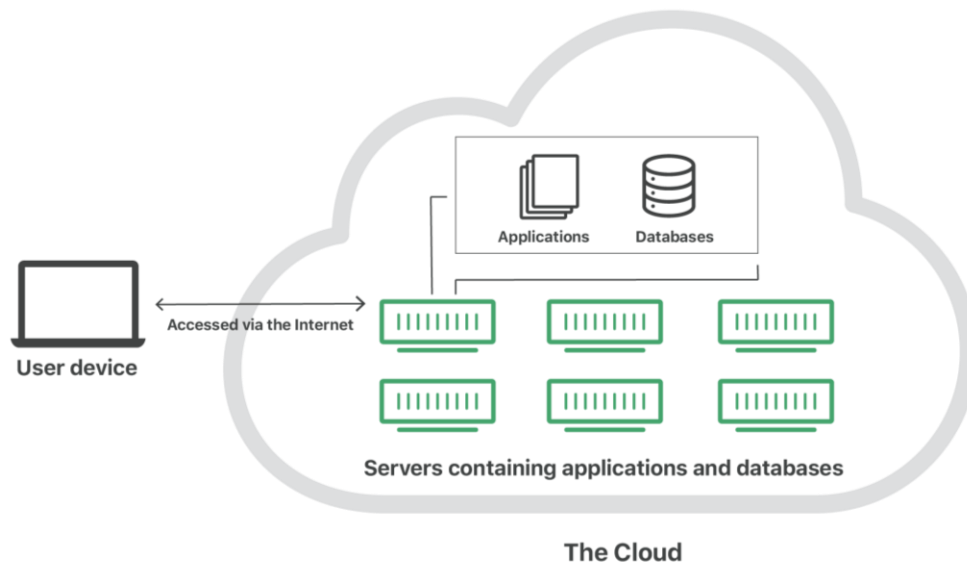 Applications
Databases
Accessed via the Internet
User device
Servers containing applications and databases
The Cloud